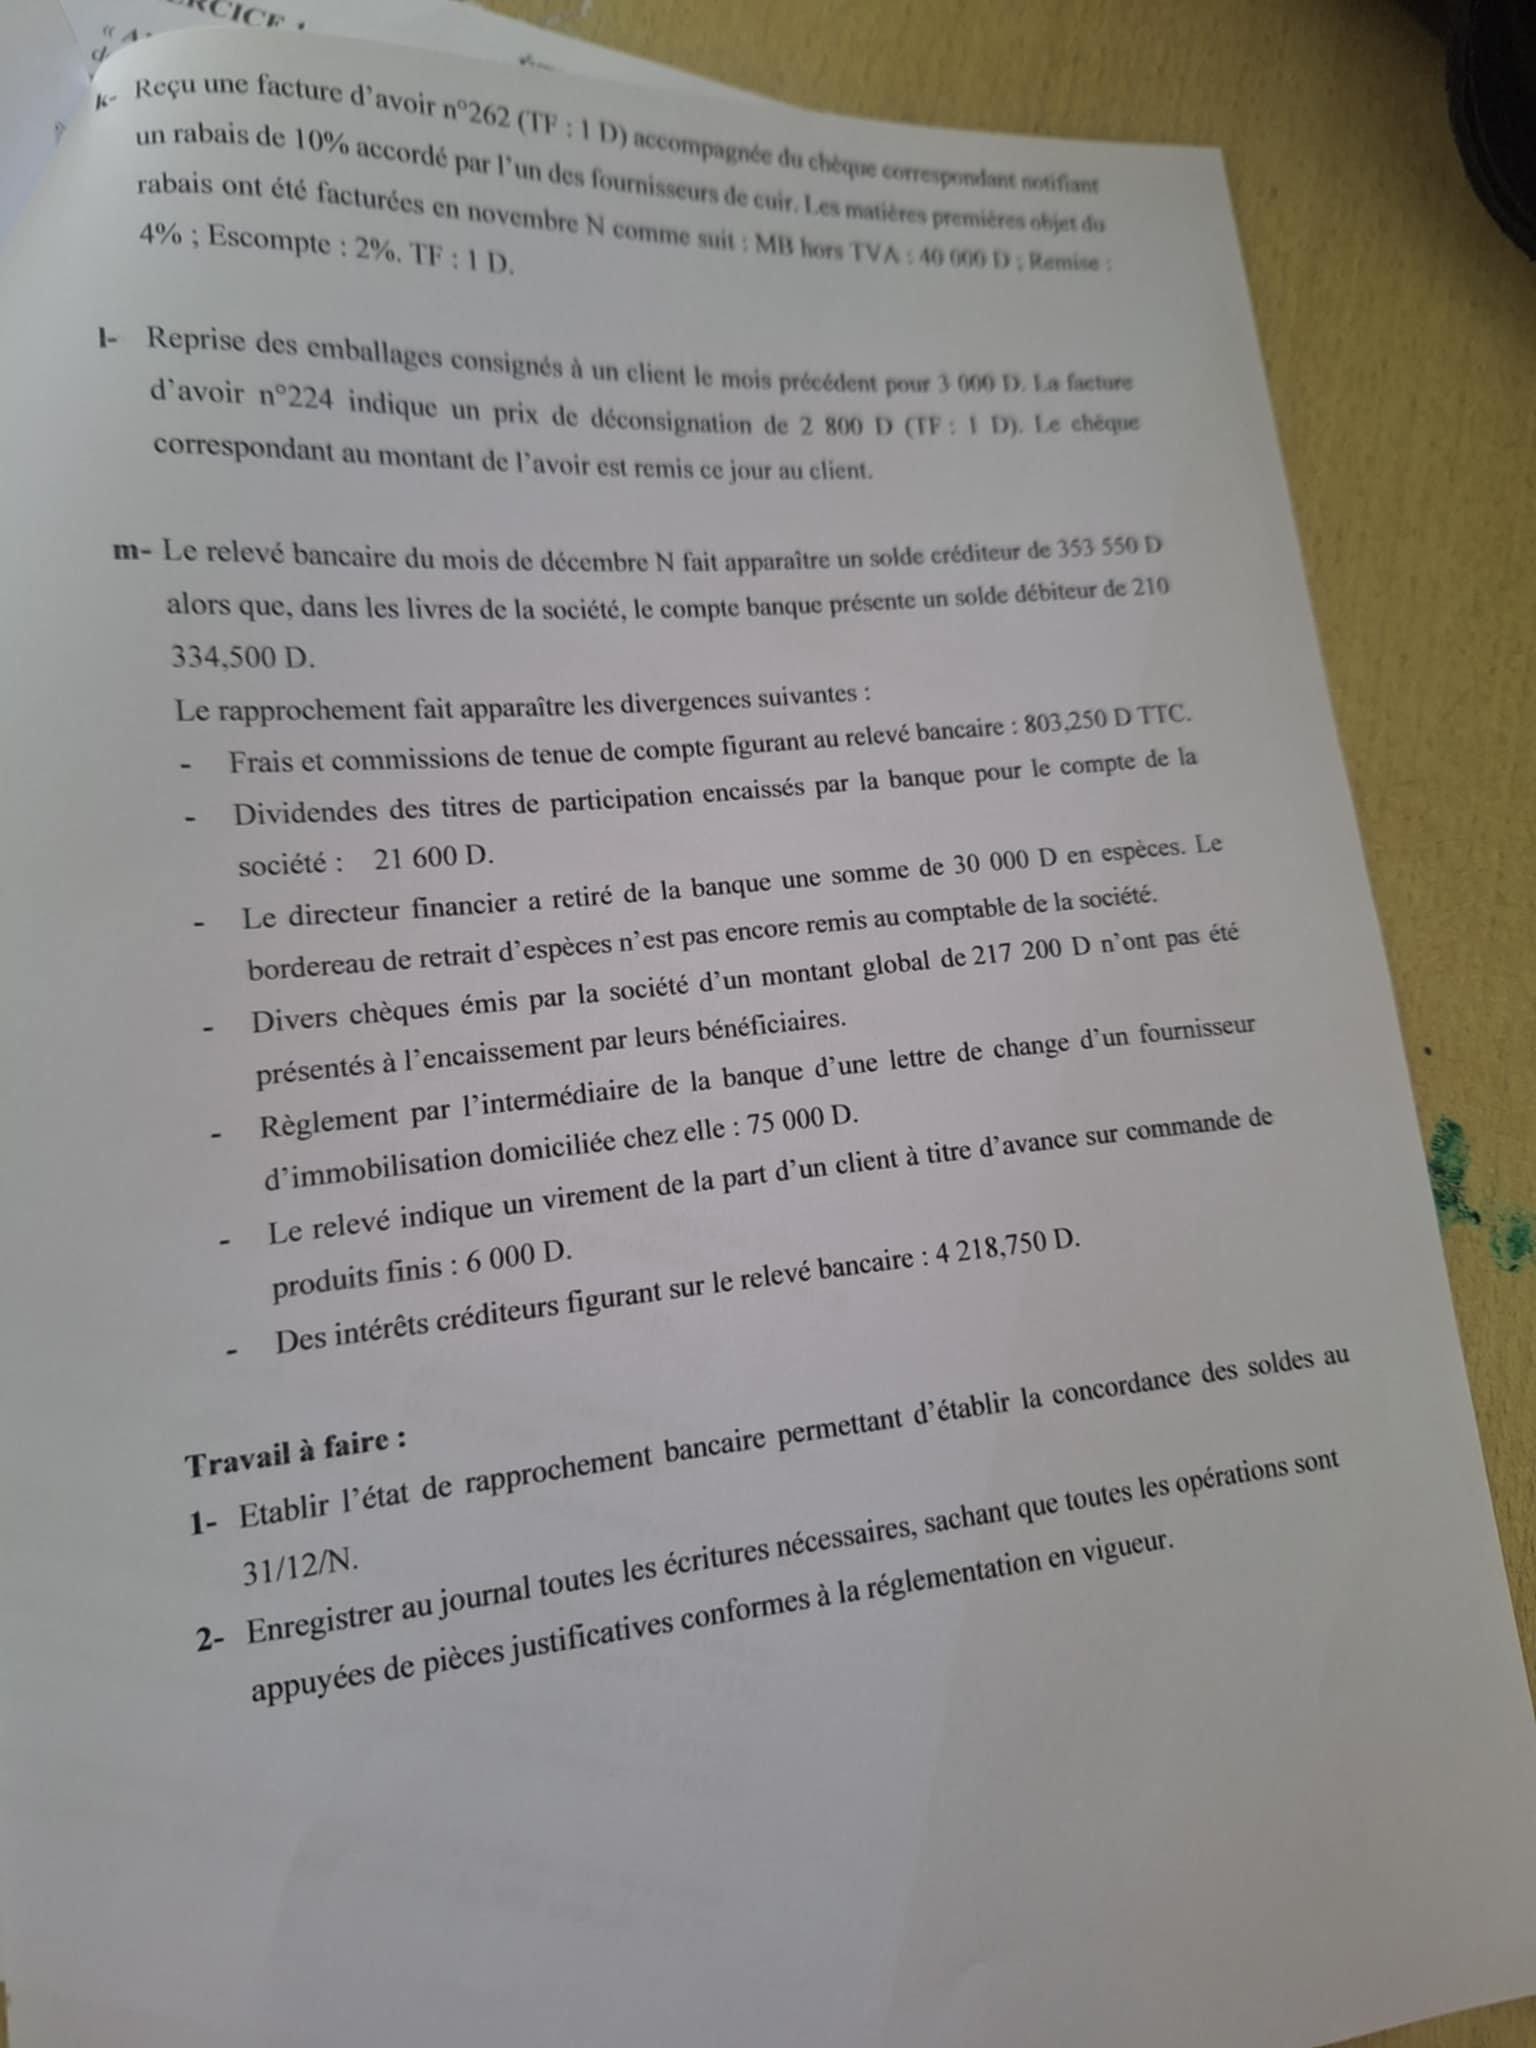 RCICE :
« A
d
k- Reçu une facture d'avoir n°262 (TF : 1 D) accompagnée du chèque correspondant notifiant
un rabais de 10% accordé par l'un des fournisseurs de cuir. Les matières premières objet du
rabais ont été facturées en novembre N comme suit : MB hors TVA : 40 000 D ; Remise :
4% ; Escompte : 2%. TF : 1 D.
l- Reprise des emballages consignés à un client le mois précédent pour 3 000 D. La facture
d'avoir n°224 indique un prix de déconsignation de 2 800 D (TF : 1 D). Le chèque
correspondant au montant de l'avoir est remis ce jour au client.
m- Le relevé bancaire du mois de décembre N fait apparaître un solde créditeur de 353 550 D
alors que, dans les livres de la société, le compte banque présente un solde débiteur de 210
334,500 D.
Le rapprochement fait apparaître les divergences suivantes :
- Frais et commissions de tenue de compte figurant au relevé bancaire : 803,250 D TTC.
- Dividendes des titres de participation encaissés par la banque pour le compte de la
société : 21 600 D.
- Le directeur financier a retiré de la banque une somme de 30 000 D en espèces. Le
bordereau de retrait d'espèces n'est pas encore remis au comptable de la société.
- Divers chèques émis par la société d'un montant global de 217 200 D n'ont pas été
présentés à l'encaissement par leurs bénéficiaires.
- Règlement par l'intermédiaire de la banque d'une lettre de change d'un fournisseur
d'immobilisation domiciliée chez elle : 75 000 D.
- Le relevé indique un virement de la part d'un client à titre d'avance sur commande de
produits finis : 6 000 D.
- Des intérêts créditeurs figurant sur le relevé bancaire : 4 218,750 D.
Travail à faire :
1- Etablir l'état de rapprochement bancaire permettant d'établir la concordance des soldes au
31/12/N.
2- Enregistrer au journal toutes les écritures nécessaires, sachant que toutes les opérations sont
appuyées de pièces justificatives conformes à la réglementation en vigueur.